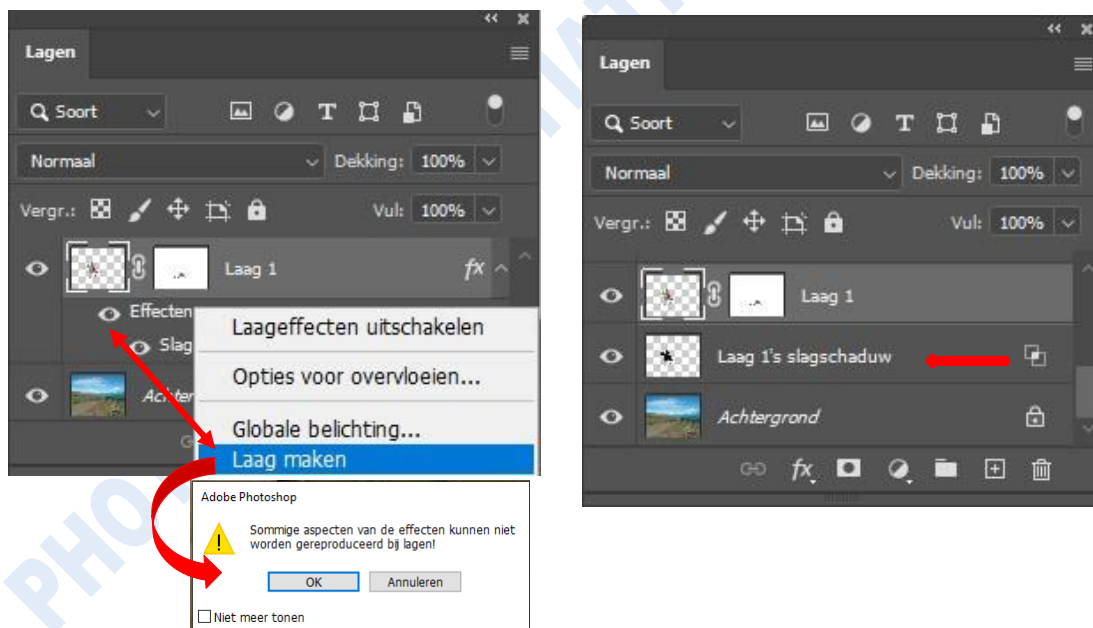 Lagen
Soort
Normaal Dekking: 100%
Vergr.: Vul: 100%
Laag 1 fx
Effecten
Slag
Achter
Laageffecten uitschakelen
Opties voor overvloeien...
Globale belichting...
Laag maken
Adobe Photoshop
Sommige aspecten van de effecten kunnen niet
worden gereproduceerd bij lagen!
OK Annuleren
Niet meer tonen
Lagen
Soort
Normaal Dekking: 100%
Vergr.: Vul: 100%
Laag 1
Laag 1's slagschaduw
Achtergrond
fx